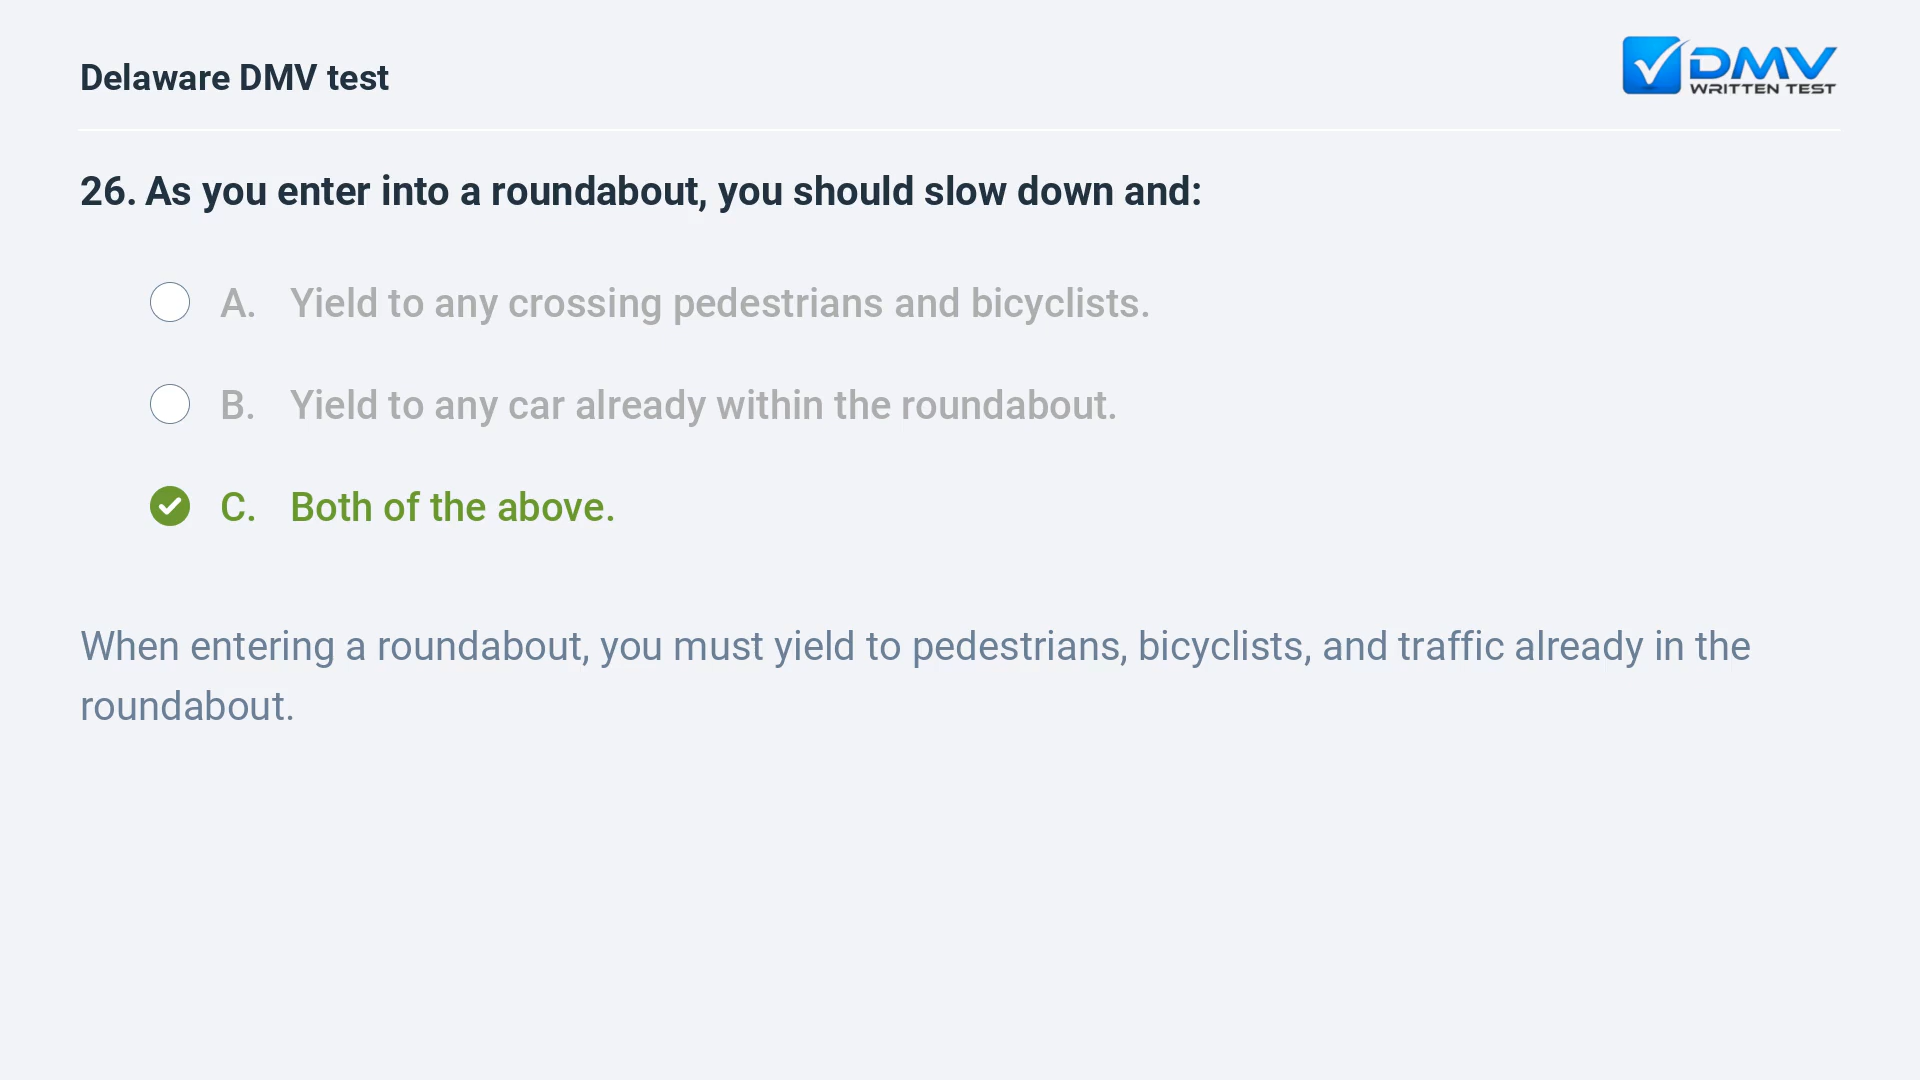 Delaware DMV test
DMV
WRITTEN TEST
26. As you enter into a roundabout, you should slow down and:
A. Yield to any crossing pedestrians and bicyclists.
B. Yield to any car already within the roundabout.
C. Both of the above.
When entering a roundabout, you must yield to pedestrians, bicyclists, and traffic already in the
roundabout.